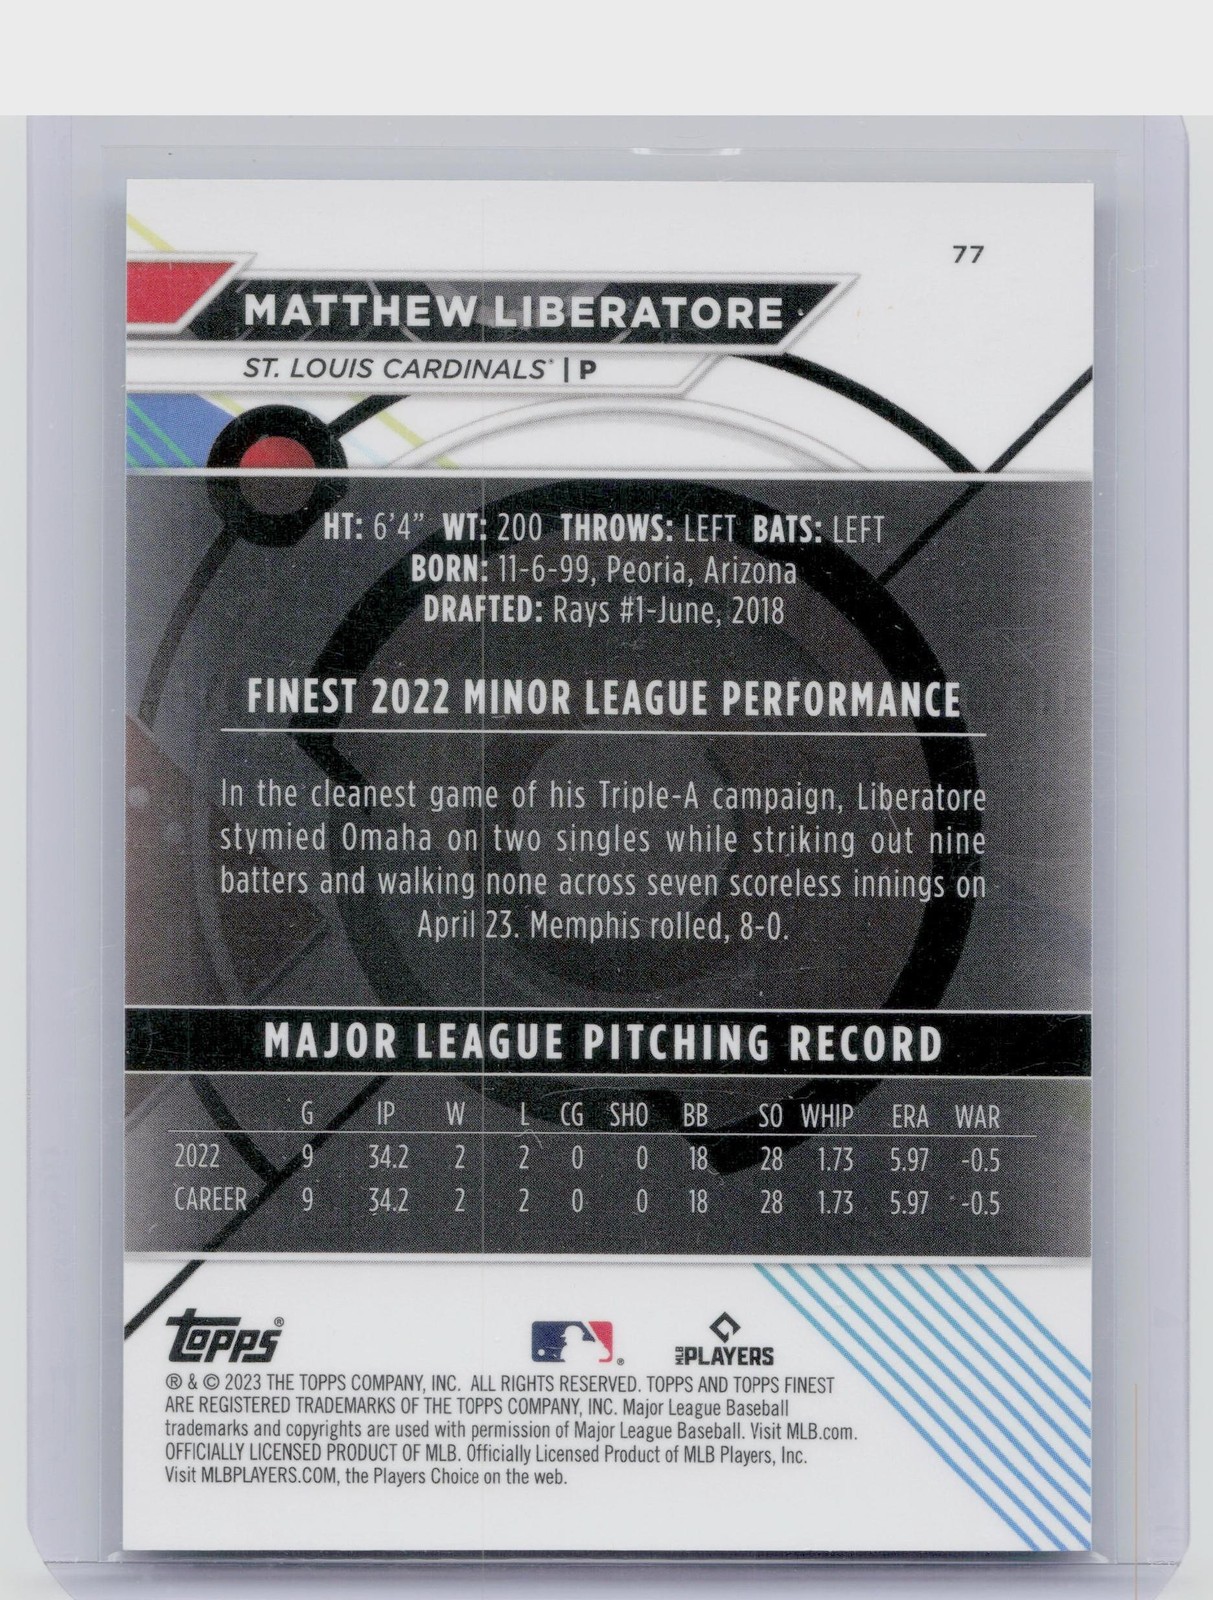 77
MATTHEW LIBERATORE
ST. LOUIS CARDINALS® | P
HT: 6'4" WT: 200 THROWS: LEFT BATS: LEFT
BORN: 11-6-99, Peoria, Arizona
DRAFTED: Rays #1-June, 2018
FINEST 2022 MINOR LEAGUE PERFORMANCE
In the cleanest game of his Triple-A campaign, Liberatore
stymied Omaha on two singles while striking out nine
batters and walking none across seven scoreless innings on
April 23. Memphis rolled, 8-0.
MAJOR LEAGUE PITCHING RECORD
G IP W L CG SHO BB SO WHIP ERA WAR
2022 9 34.2 2 2 0 0 18 28 1.73 5.97 -0.5
CAREER 9 34.2 2 2 0 0 18 28 1.73 5.97 -0.5
Topps® ® MLB PLAYERS
® & © 2023 THE TOPPS COMPANY, INC. ALL RIGHTS RESERVED. TOPPS AND TOPPS FINEST
ARE REGISTERED TRADEMARKS OF THE TOPPS COMPANY, INC. Major League Baseball
trademarks and copyrights are used with permission of Major League Baseball. Visit MLB.com.
OFFICIALLY LICENSED PRODUCT OF MLB. Officially Licensed Product of MLB Players, Inc.
Visit MLBPLAYERS.COM, the Players Choice on the web.